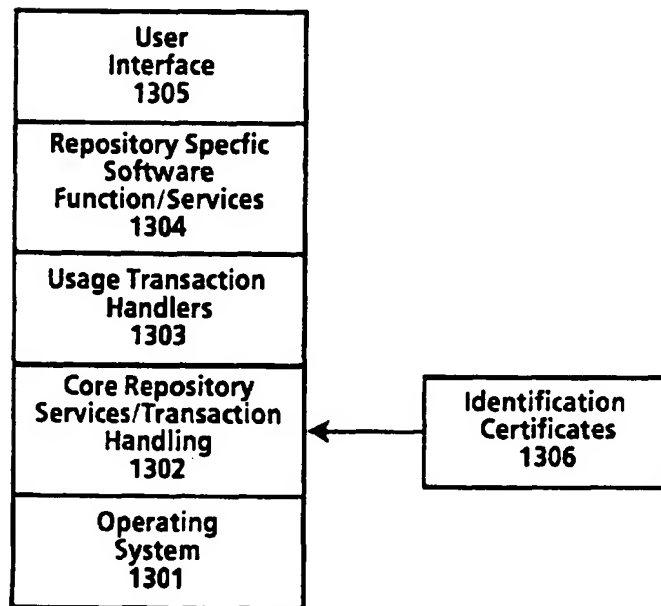 User
Interface
1305
Repository Specfic
Software
Function/Services
1304
Usage Transaction
Handlers
1303
Core Repository
Services/Transaction
Handling
1302
Identification
Certificates
1306
Operating
System
1301